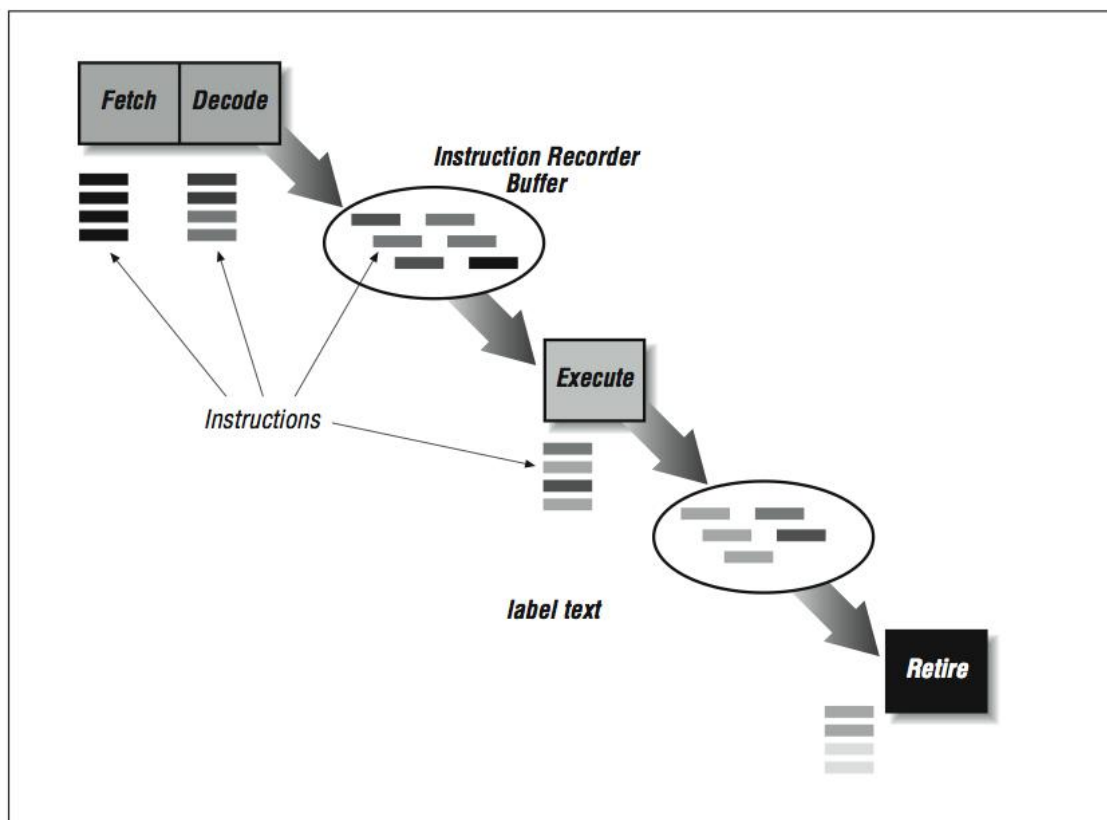 Fetch
Decode
Instruction Recorder
Buffer
Execute
Instructions
label text
Retire